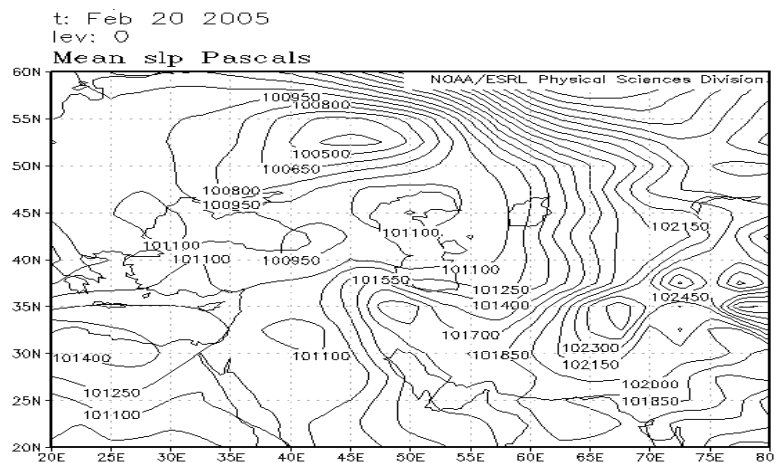 t: Feb 20 2005
lev: 0
Mean slp Pascals
60N
NOAA/ESRL Physical Sciences Division
100950
100800
55N
100500
50N
100650
100800
100950
45N
102150
101100
101100
101100 100950
40N
101100
101550
101250
102450
101400
35N
101700
101850
102300
101400 101100
30N
102150
102000
101250
101850
25N
101100
20N
20E 25E 30E 35E 40E 45E 50E 55E 60E 65E 70E 75E 80